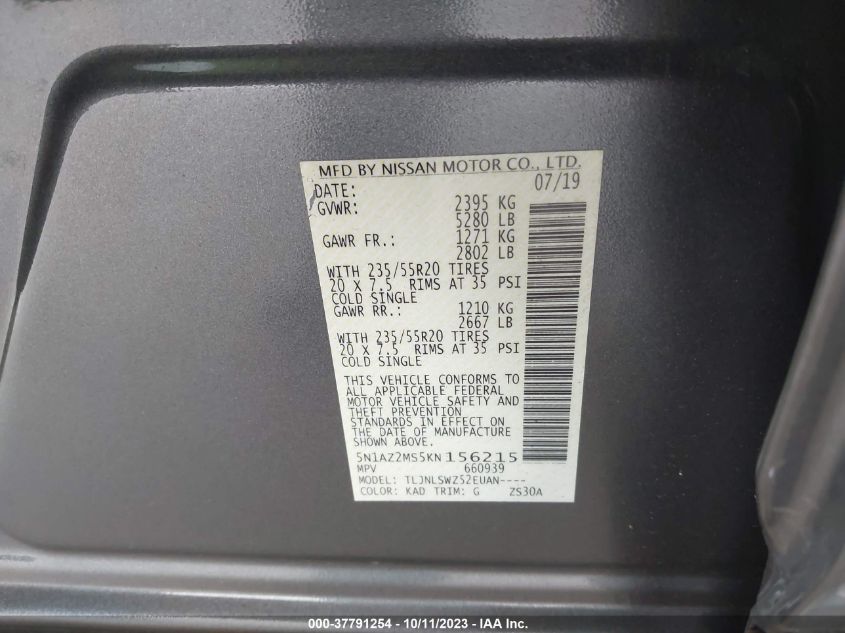 MFD BY NISSAN MOTOR CO., LTD.
DATE: 07/19
GVWR: 2395 KG
5280 LB
GAWR FR.: 1271 KG
2802 LB
WITH 235/55R20 TIRES
20 X 7.5 RIMS AT 35 PSI
COLD SINGLE
GAWR RR.: 1210 KG
2667 LB
WITH 235/55R20 TIRES
20 X 7.5 RIMS AT 35 PSI
COLD SINGLE
THIS VEHICLE CONFORMS TO
ALL APPLICABLE FEDERAL
MOTOR VEHICLE SAFETY AND
THEFT PREVENTION
STANDARDS IN EFFECT ON
THE DATE OF MANUFACTURE
SHOWN ABOVE.
5N1AZ2MS5KN156215
MPV 660939
MODEL: TLJNLSWZ52EUAN----
COLOR: KAD TRIM: G ZS30A
000-37791254 - 10/11/2023 - IAA Inc.